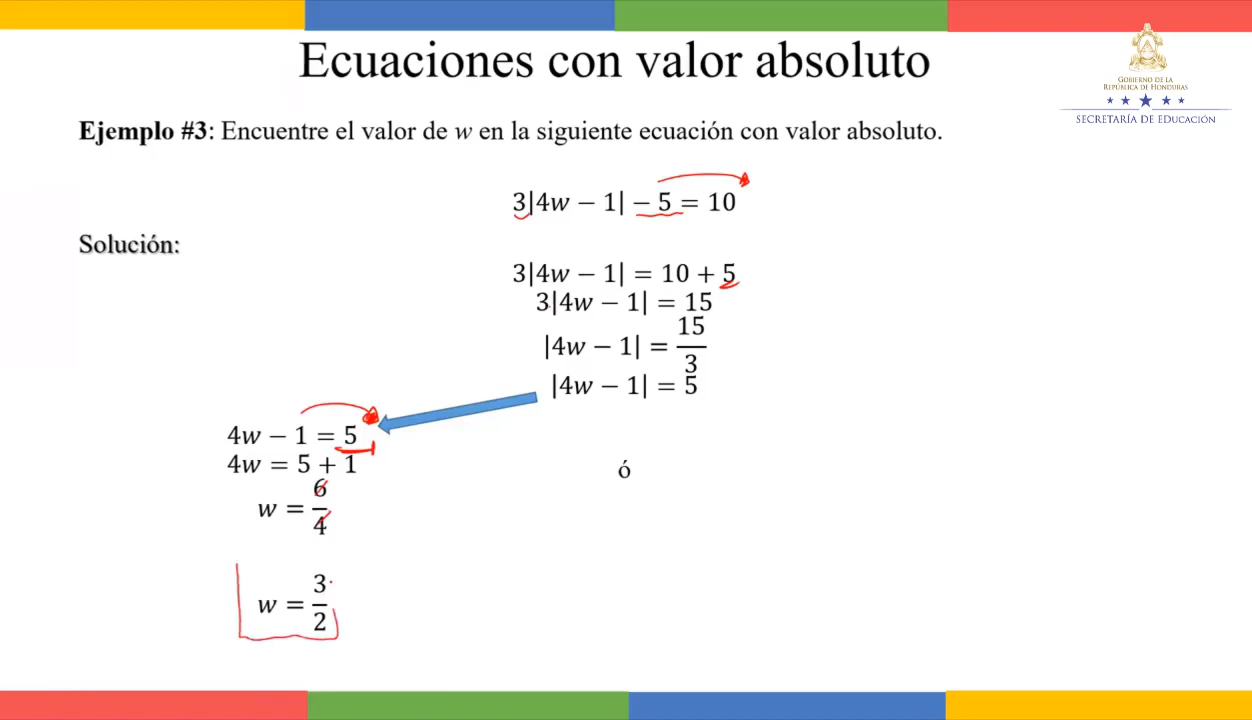 Ecuaciones con valor absoluto
GOBIERNO DE LA
REPÚBLICA DE HONDURAS
SECRETARÍA DE EDUCACIÓN
Ejemplo #3: Encuentre el valor de w en la siguiente ecuación con valor absoluto.
3|4w − 1| − 5 = 10
Solución:
3|4w − 1| = 10 + 5
3|4w − 1| = 15
|4w − 1| = 15/3
|4w − 1| = 5
4w − 1 = 5
4w = 5 + 1
ó
w = 6/4
w = 3/2